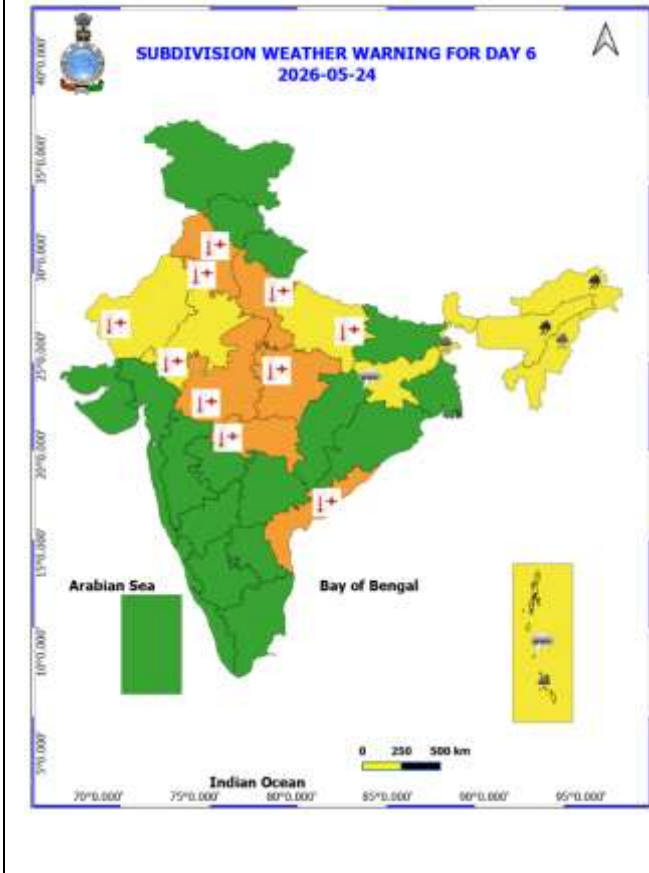 SUBDIVISION WEATHER WARNING FOR DAY 6
2026-05-24
40°0.000'
35°0.000'
30°0.000'
25°0.000'
20°0.000'
15°0.000'
10°0.000'
5°0.000'
Arabian Sea
Bay of Bengal
0 250 500 km
Indian Ocean
70°0.000' 75°0.000' 80°0.000' 85°0.000' 90°0.000' 95°0.000'